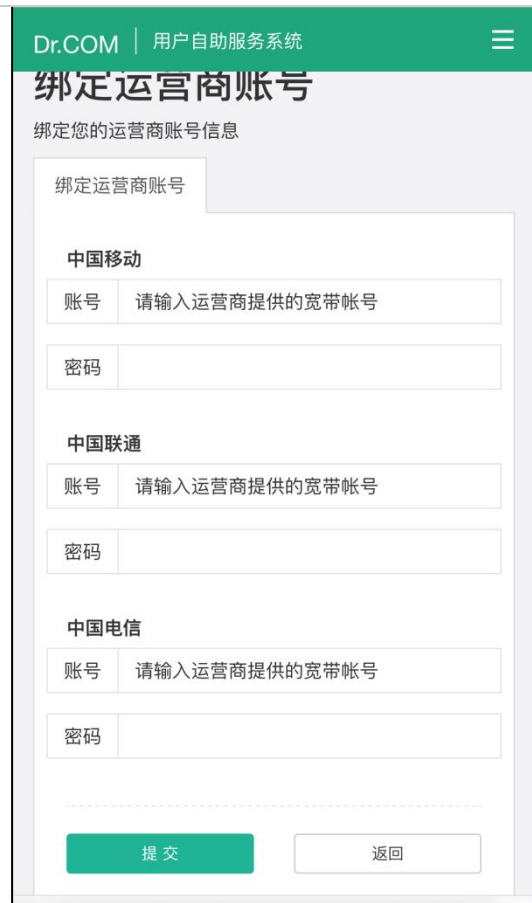 Dr.COM 用户自助服务系统
绑定运营商账号
绑定您的运营商账号信息
绑定运营商账号
中国移动
账号 请输入运营商提供的宽带帐号
密码
中国联通
账号 请输入运营商提供的宽带帐号
密码
中国电信
账号 请输入运营商提供的宽带帐号
密码
提交 返回